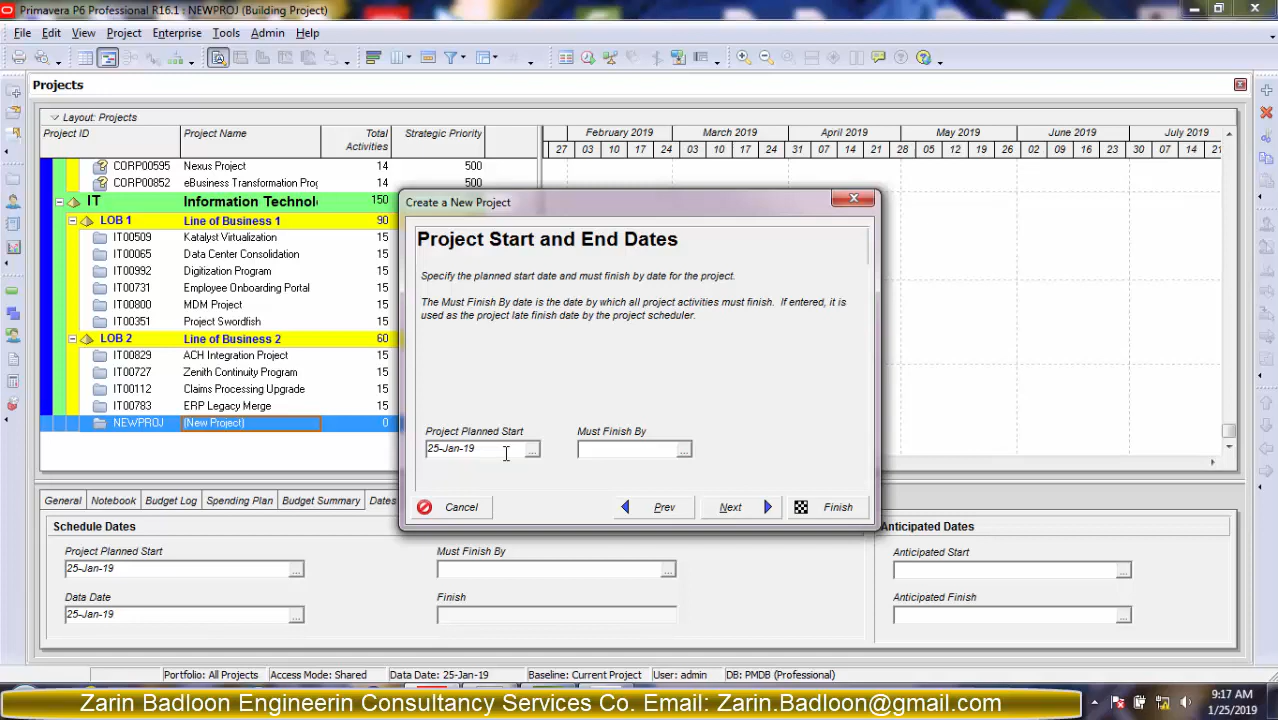 Primavera P6 Professional R16.1 : NEWPROJ (Building Project)
File Edit View Project Enterprise Tools Admin Help
Projects
Layout: Projects
Project ID Project Name Total Activities Strategic Priority
February 2019 March 2019 April 2019 May 2019 June 2019 July 2019
27 03 10 17 24 03 10 17 24 31 07 14 21 28 05 12 19 26 02 09 16 23 30 07 14 21
CORP00595 Nexus Project 14 500
CORP00852 eBusiness Transformation Prog 14 500
IT Information Technol 150
LOB 1 Line of Business 1 90
IT00509 Katalyst Virtualization 15
IT00065 Data Center Consolidation 15
IT00992 Digitization Program 15
IT00731 Employee Onboarding Portal 15
IT00800 MDM Project 15
IT00351 Project Swordfish 15
LOB 2 Line of Business 2 60
IT00829 ACH Integration Project 15
IT00727 Zenith Continuity Program 15
IT00112 Claims Processing Upgrade 15
IT00783 ERP Legacy Merge 15
NEWPROJ (New Project) 0
Create a New Project
Project Start and End Dates
Specify the planned start date and must finish by date for the project.
The Must Finish By date is the date by which all project activities must finish. If entered, it is
used as the project late finish date by the project scheduler.
Project Planned Start Must Finish By
25-Jan-19
Cancel Prev Next Finish
General Notebook Budget Log Spending Plan Budget Summary Dates
Schedule Dates Anticipated Dates
Project Planned Start Must Finish By Anticipated Start
25-Jan-19
Data Date Finish Anticipated Finish
25-Jan-19
Portfolio: All Projects Access Mode: Shared Data Date: 25-Jan-19 Baseline: Current Project User: admin DB: PMDB (Professional)
Zarin Badloon Engineerin Consultancy Services Co. Email: Zarin.Badloon@gmail.com
9:17 AM
1/25/2019